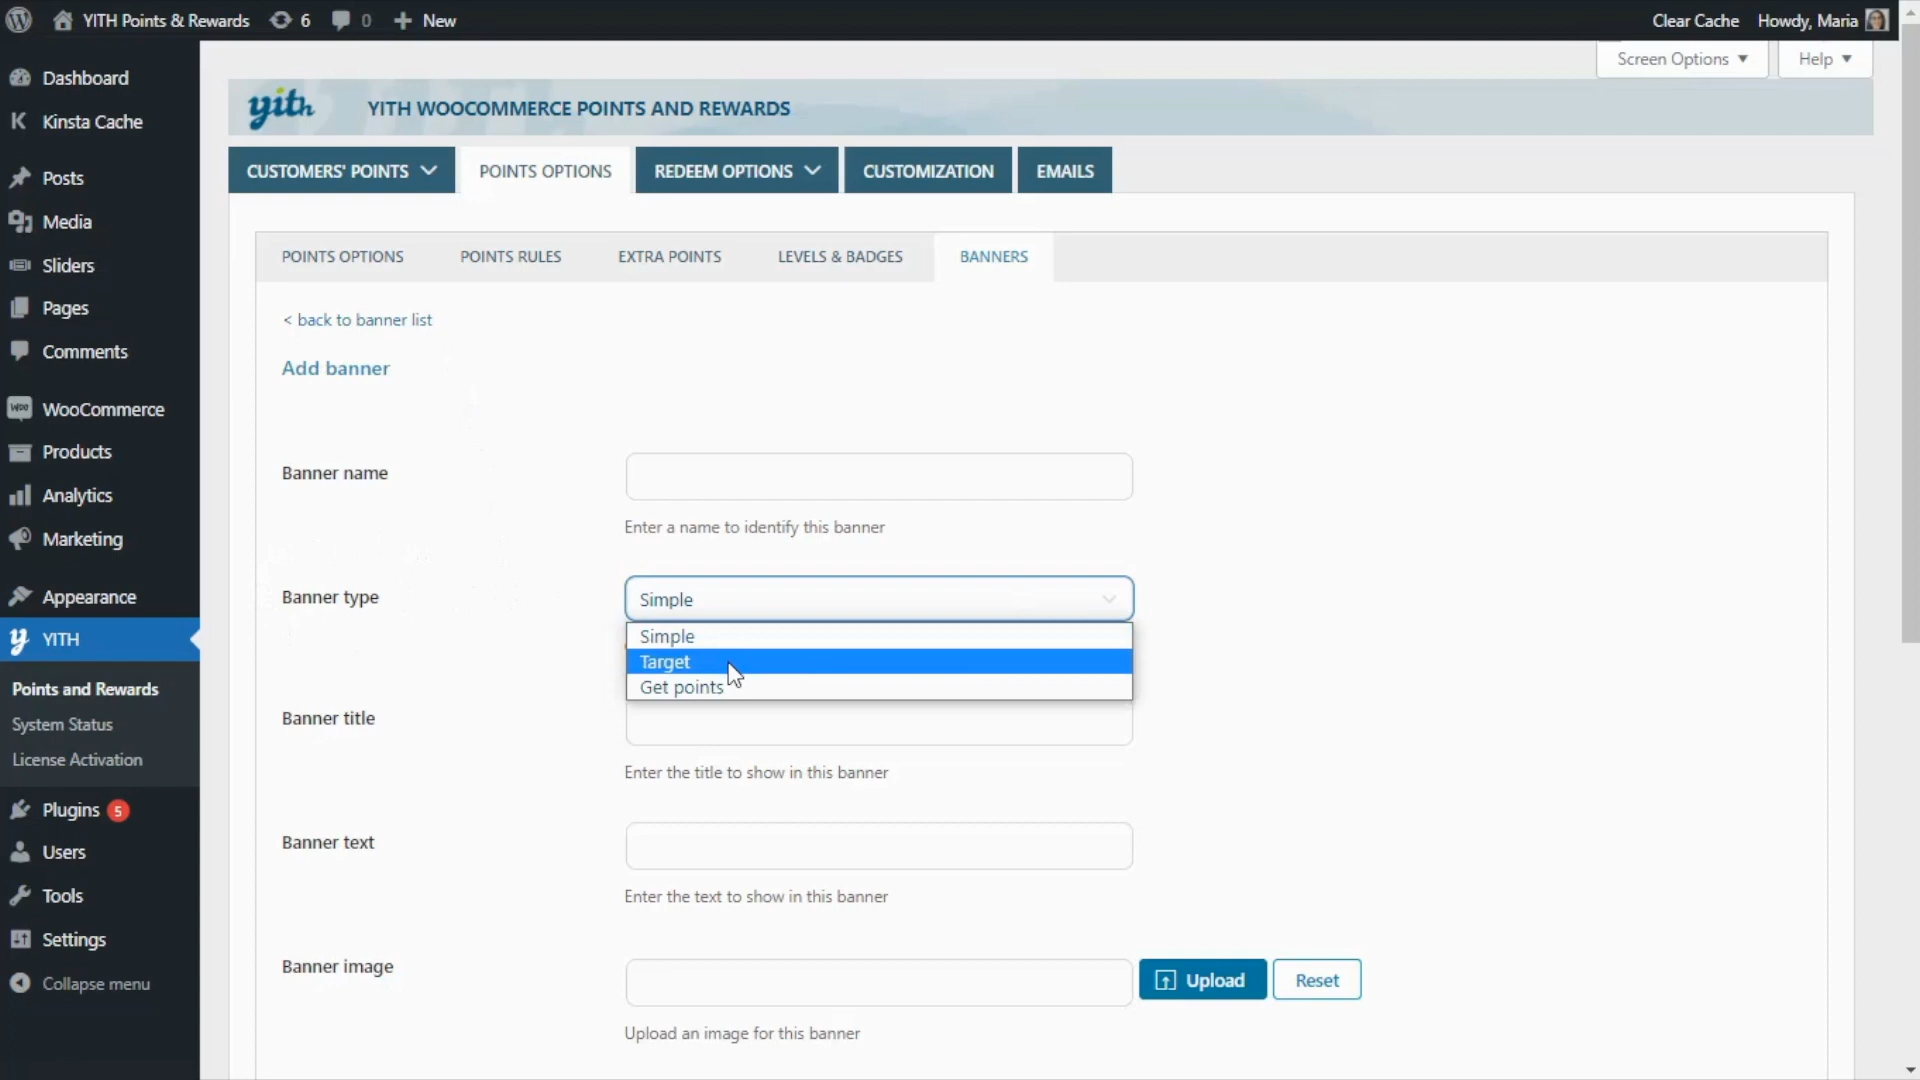 YITH Points & Rewards
6
0
New
Clear Cache
Howdy, Maria
Screen Options
Help
Dashboard
Kinsta Cache
Posts
Media
Sliders
Pages
Comments
WooCommerce
Products
Analytics
Marketing
Appearance
YITH
Points and Rewards
System Status
License Activation
Plugins 5
Users
Tools
Settings
Collapse menu
yith
YITH WOOCOMMERCE POINTS AND REWARDS
CUSTOMERS' POINTS
POINTS OPTIONS
REDEEM OPTIONS
CUSTOMIZATION
EMAILS
POINTS OPTIONS
POINTS RULES
EXTRA POINTS
LEVELS & BADGES
BANNERS
< back to banner list
Add banner
Banner name
Enter a name to identify this banner
Banner type
Simple
Simple
Target
Get points
Banner title
Enter the title to show in this banner
Banner text
Enter the text to show in this banner
Banner image
Upload
Reset
Upload an image for this banner